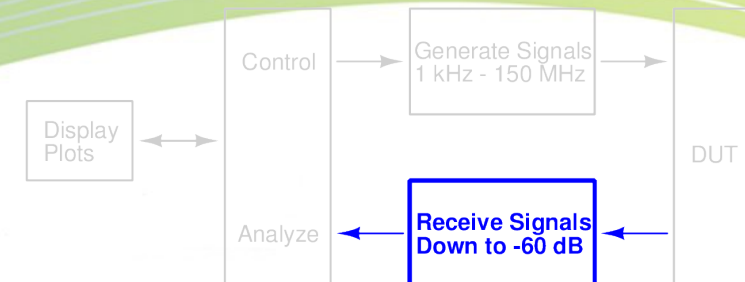 Control
Generate Signals
1 kHz - 150 MHz
Display
Plots
DUT
Analyze
Receive Signals
Down to -60 dB